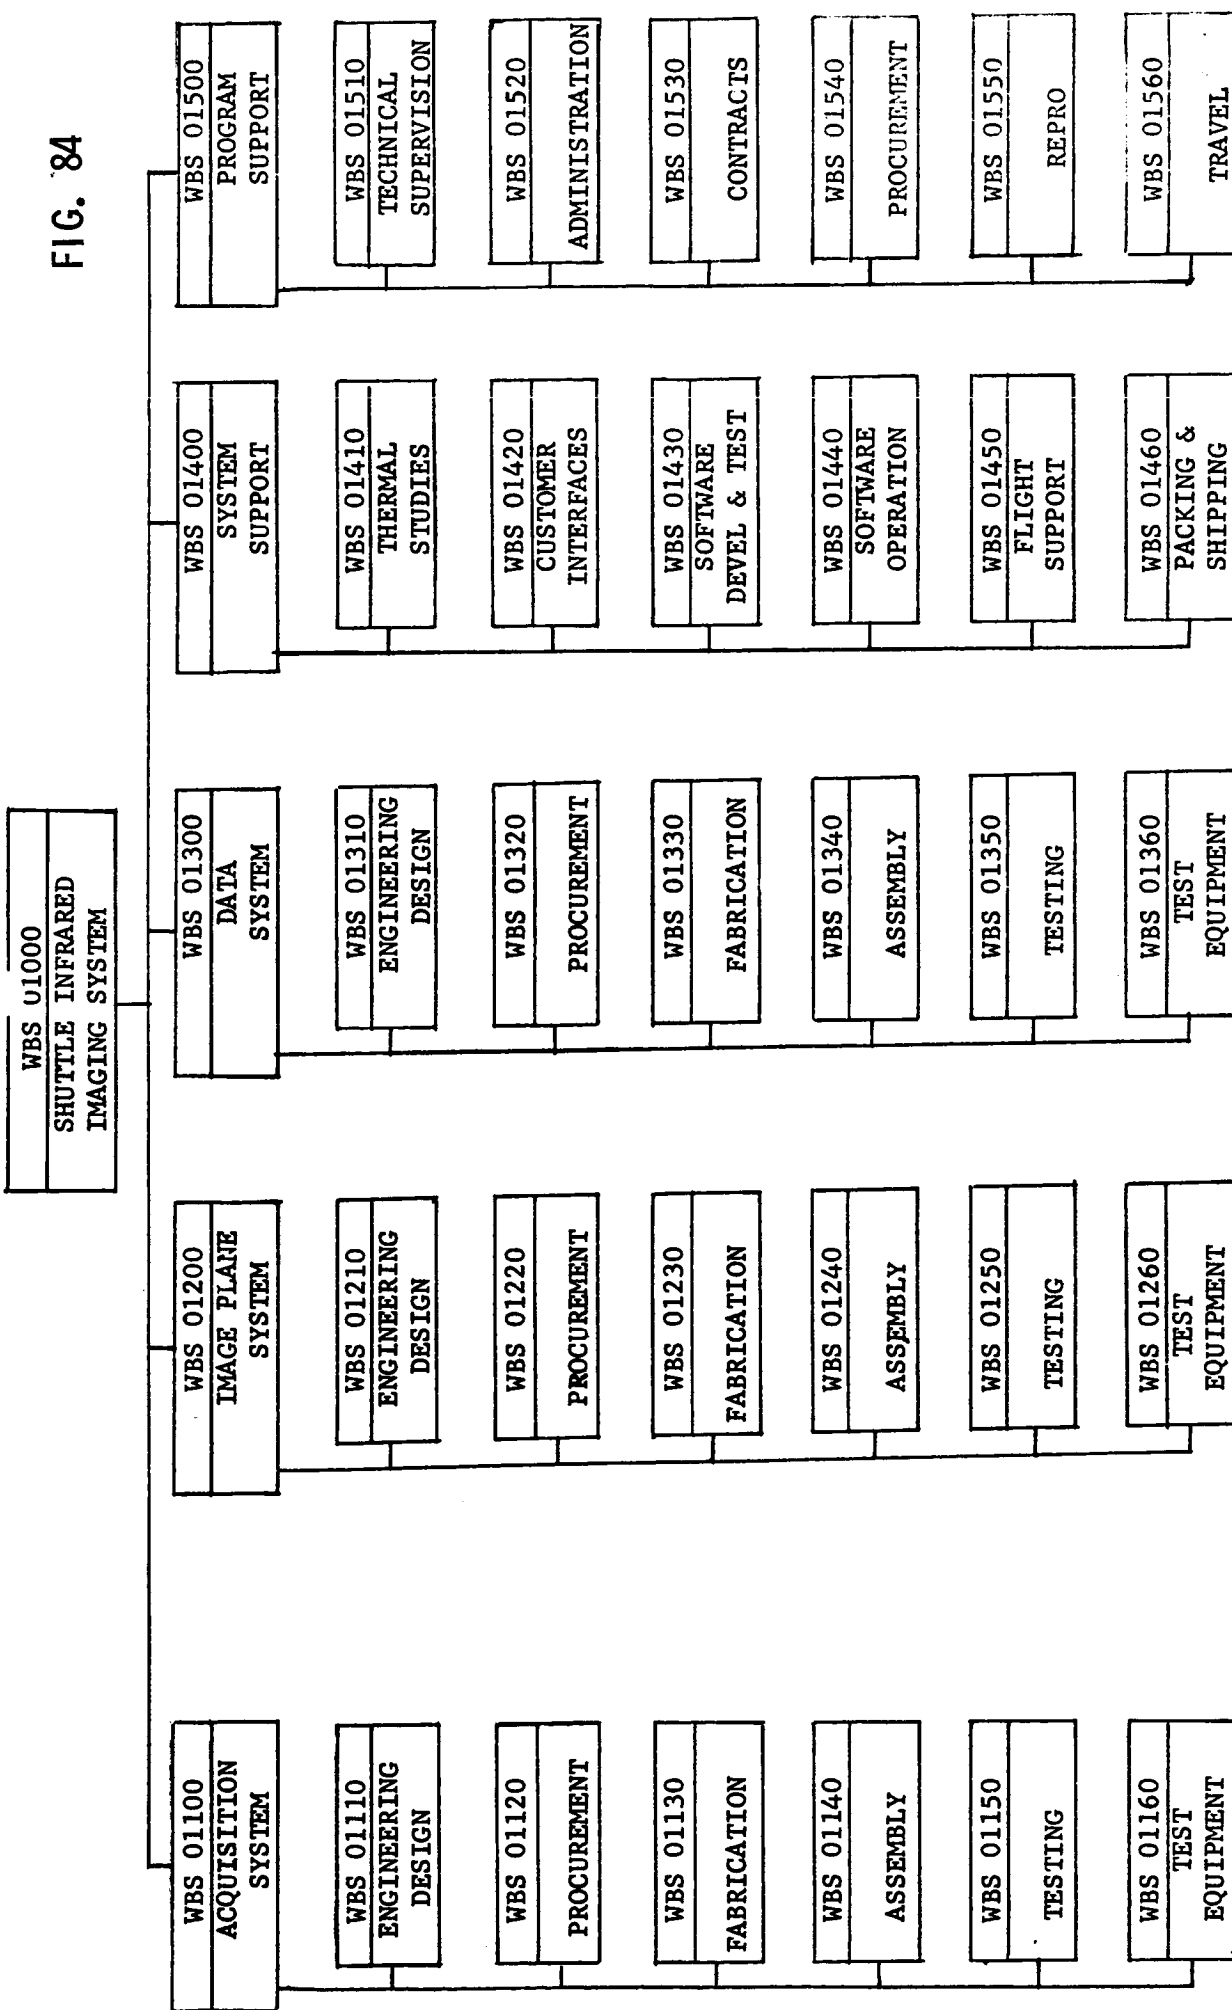 FIG. 84
WBS 01000
SHUTTLE INFRARED
IMAGING SYSTEM
WBS 01100
ACQUISITION
SYSTEM
WBS 01110
ENGINEERING
DESIGN
WBS 01120
PROCUREMENT
WBS 01130
FABRICATION
WBS 01140
ASSEMBLY
WBS 01150
TESTING
WBS 01160
TEST
EQUIPMENT
WBS 01200
IMAGE PLANE
SYSTEM
WBS 01210
ENGINEERING
DESIGN
WBS 01220
PROCUREMENT
WBS 01230
FABRICATION
WBS 01240
ASSEMBLY
WBS 01250
TESTING
WBS 01260
TEST
EQUIPMENT
WBS 01300
DATA
SYSTEM
WBS 01310
ENGINEERING
DESIGN
WBS 01320
PROCUREMENT
WBS 01330
FABRICATION
WBS 01340
ASSEMBLY
WBS 01350
TESTING
WBS 01360
TEST
EQUIPMENT
WBS 01400
SYSTEM
SUPPORT
WBS 01410
THERMAL
STUDIES
WBS 01420
CUSTOMER
INTERFACES
WBS 01430
SOFTWARE
DEVEL & TEST
WBS 01440
SOFTWARE
OPERATION
WBS 01450
FLIGHT
SUPPORT
WBS 01460
PACKING &
SHIPPING
WBS 01500
PROGRAM
SUPPORT
WBS 01510
TECHNICAL
SUPERVISION
WBS 01520
ADMINISTRATION
WBS 01530
CONTRACTS
WBS 01540
PROCUREMENT
WBS 01550
REPRO
WBS 01560
TRAVEL